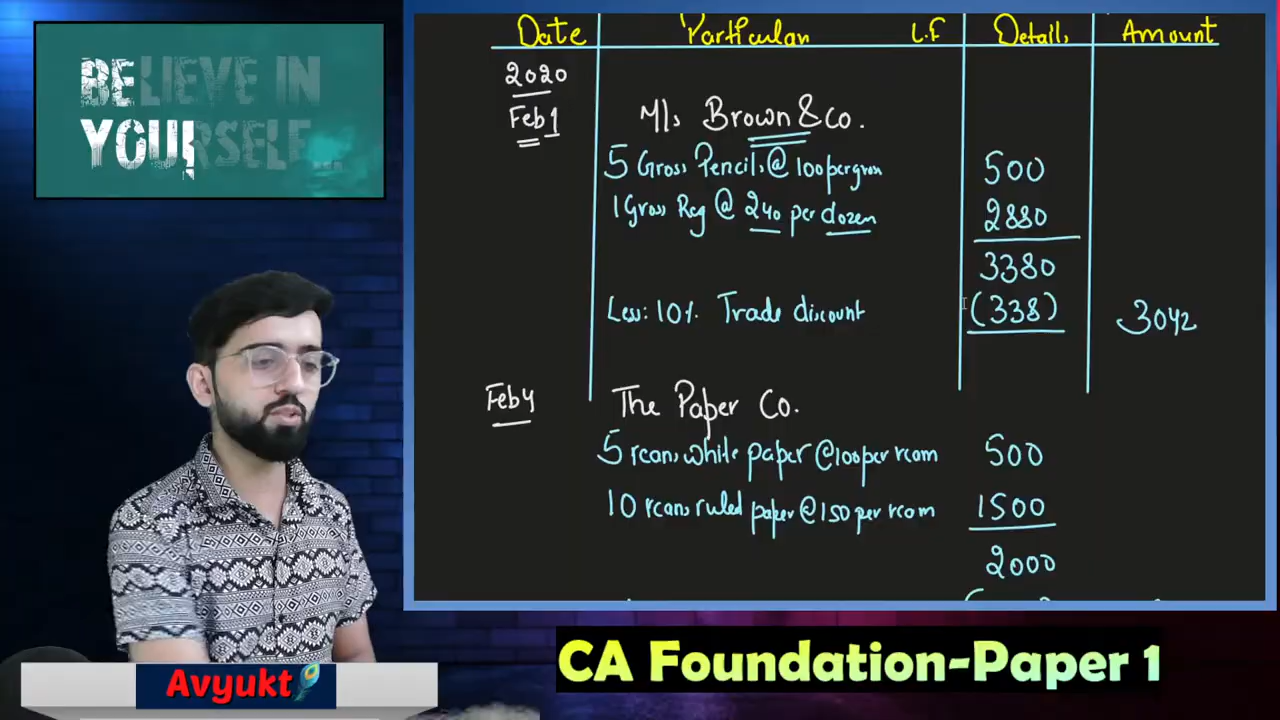 BELIEVE IN
YOURSELF...
Date Particular L.F Details Amount
2020
Feb 1 M/s Brown & Co.
5 Gross Pencils @ 100 per gross 500
1 Gross Reg @ 240 per dozen 2880
3380
Less: 10% Trade discount (338) 3042
Feb 4 The Paper Co.
5 reams white paper @ 100 per ream 500
10 reams ruled paper @ 150 per ream 1500
2000
Avyukt
CA Foundation-Paper 1